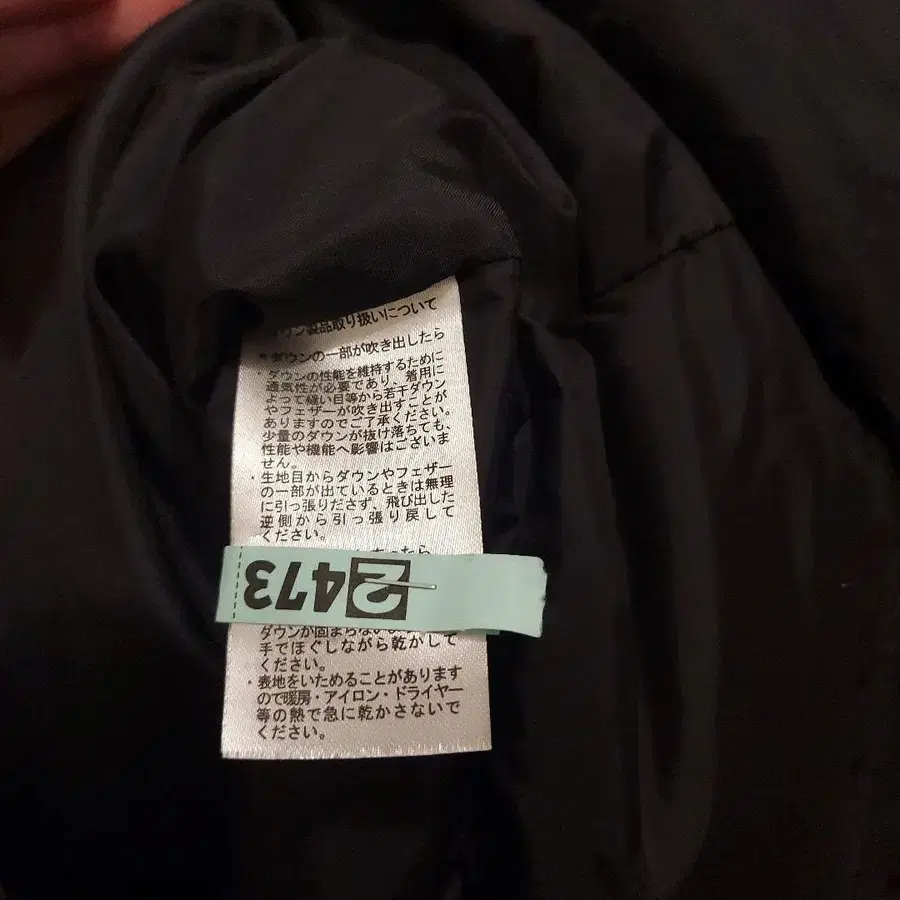 ウン製品取り扱いについて
・ダウンの一部が吹き出したら
ダウンの性能を維持するために
通気性が必要であり、着用に
よって縫い目等から若干ダウン
やフェザーが吹き出すことが
ありますのでご了承ください。
少量のダウンが抜け落ちても、
性能や機能へ影響はございま
せん。
・生地目からダウンやフェザー
の一部が出ているときは無理
に引っ張りださず、飛び出した
逆側から引っ張り戻して
ください。
たら
2473
ダウンが固まらない
手でほぐしながら乾かして
ください。
・表地をいためることがあります
ので暖房・アイロン・ドライヤー
等の熱で急に乾かさないで
ください。